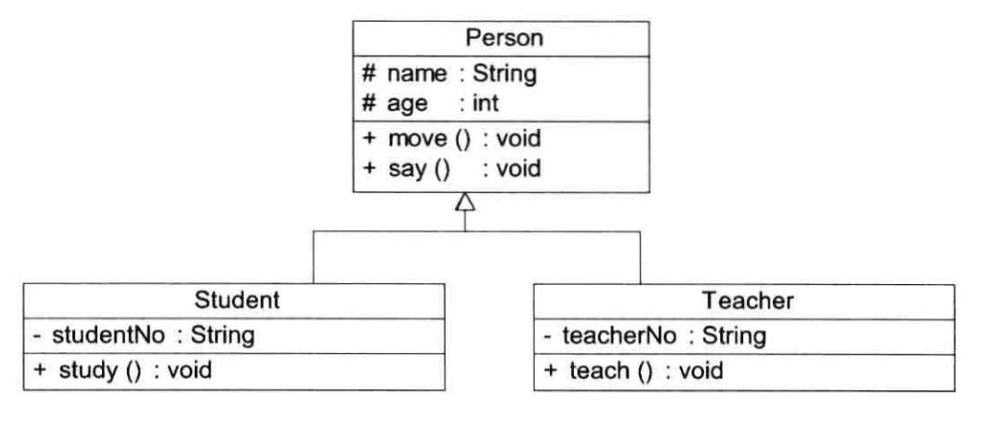 Person
# name : String
# age : int
+ move () : void
+ say () : void
Student
- studentNo : String
+ study () : void
Teacher
- teacherNo : String
+ teach () : void